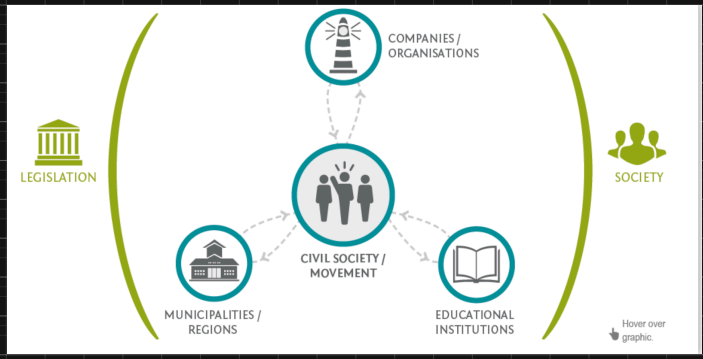 COMPANIES /
ORGANISATIONS
LEGISLATION
SOCIETY
CIVIL SOCIETY /
MOVEMENT
MUNICIPALITIES /
REGIONS
EDUCATIONAL
INSTITUTIONS
Hover over
graphic.